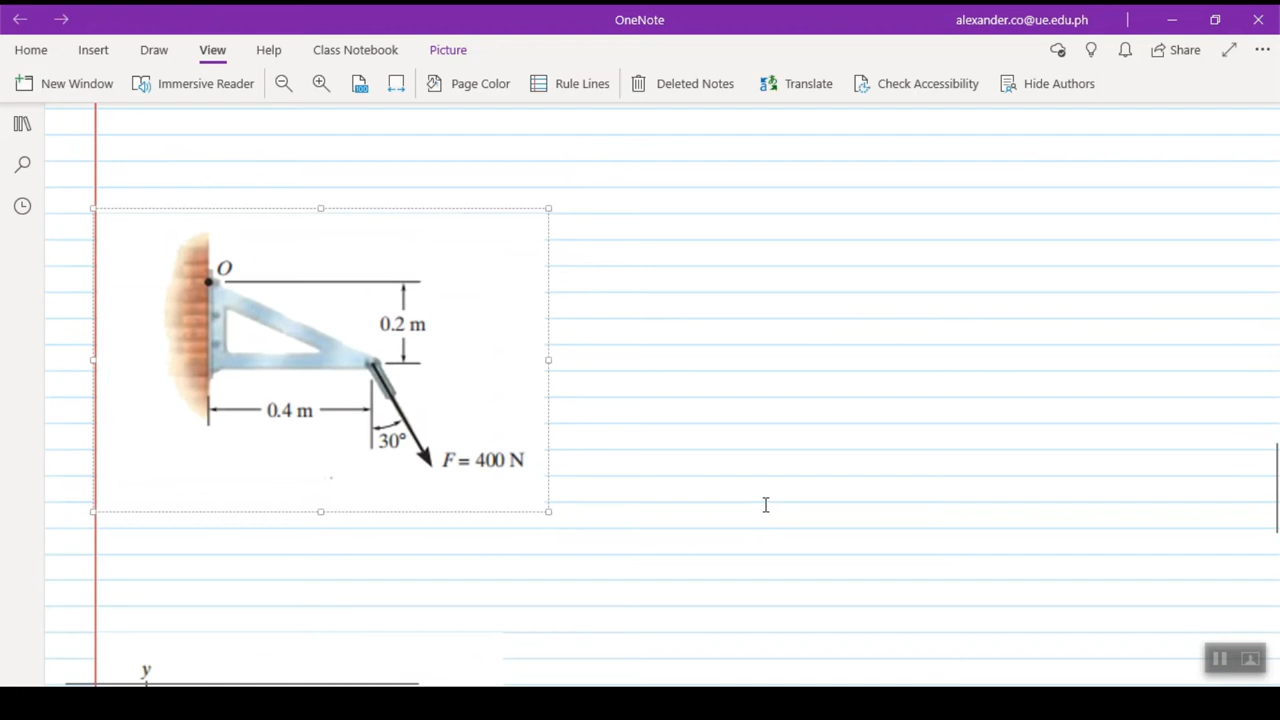 OneNote
alexander.co@ue.edu.ph
Home Insert Draw View Help Class Notebook Picture Share
New Window Immersive Reader Page Color Rule Lines Deleted Notes Translate Check Accessibility Hide Authors
O
0.2 m
0.4 m
30°
F = 400 N
y